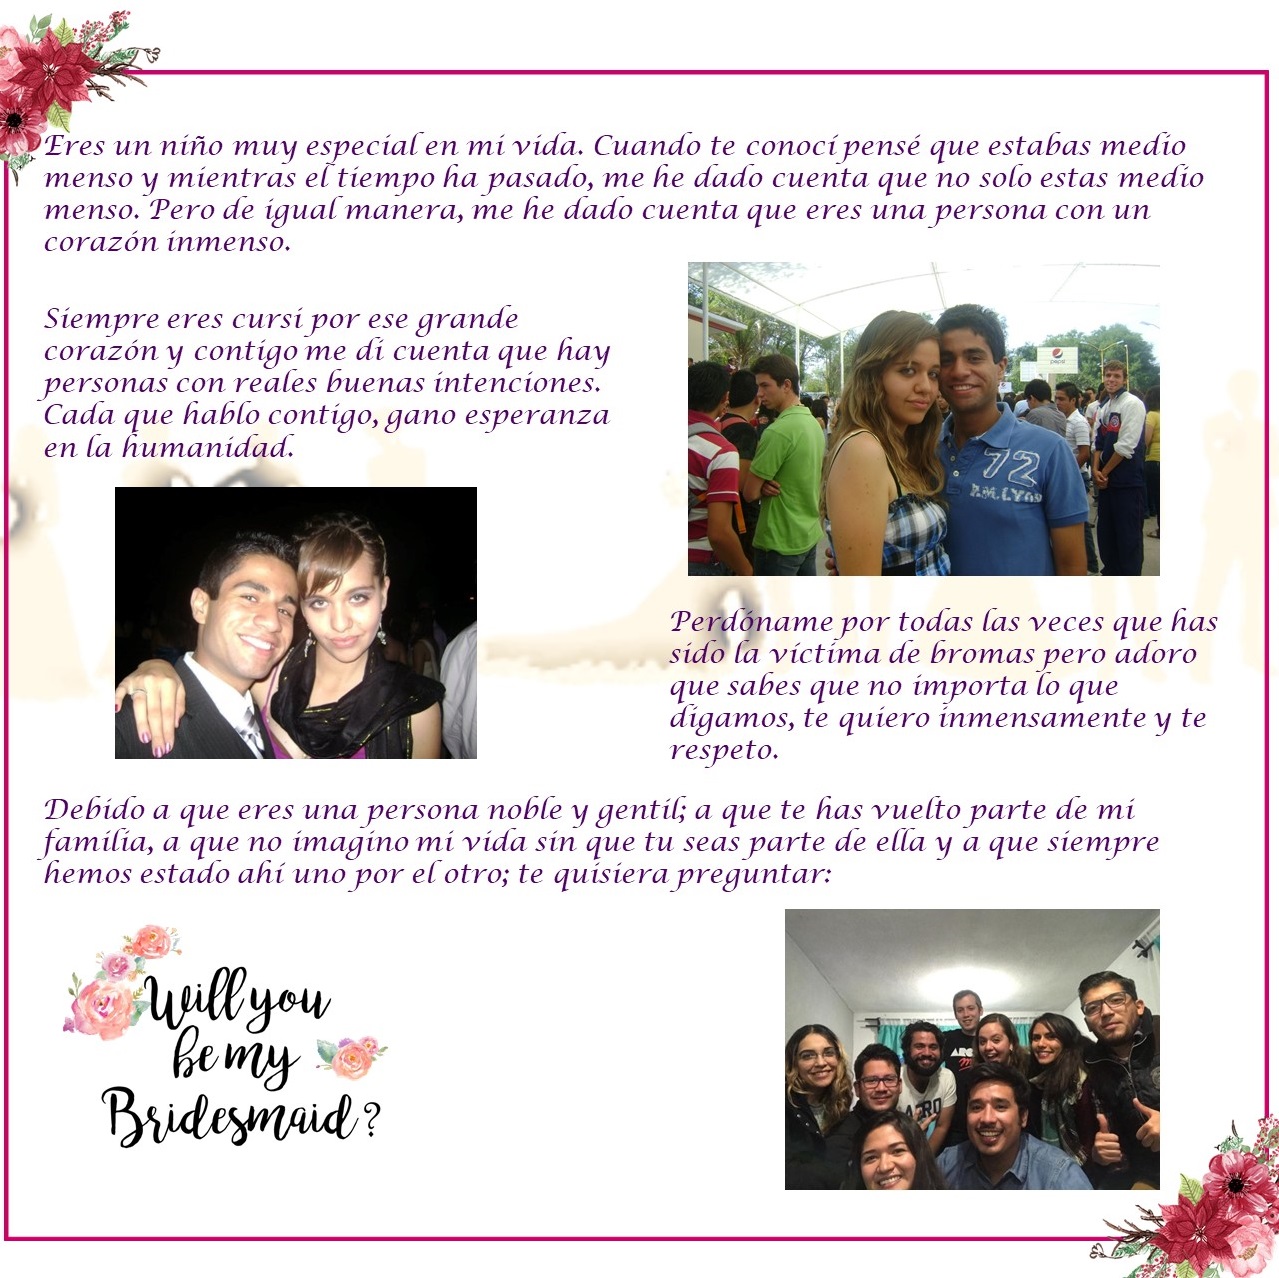 Eres un niño muy especial en mi vida. Cuando te conocí pensé que estabas medio
menso y mientras el tiempo ha pasado, me he dado cuenta que no solo estas medio
menso. Pero de igual manera, me he dado cuenta que eres una persona con un
corazón inmenso.
Siempre eres cursi por ese grande
corazón y contigo me di cuenta que hay
personas con reales buenas intenciones.
Cada que hablo contigo, gano esperanza
en la humanidad.
pepsi
72
Perdóname por todas las veces que has
sido la víctima de bromas pero adoro
que sabes que no importa lo que
digamos, te quiero inmensamente y te
respeto.
Debido a que eres una persona noble y gentil; a que te has vuelto parte de mi
familia, a que no imagino mi vida sin que tu seas parte de ella y a que siempre
hemos estado ahí uno por el otro; te quisiera preguntar:
Will you
be my
Bridesmaid?